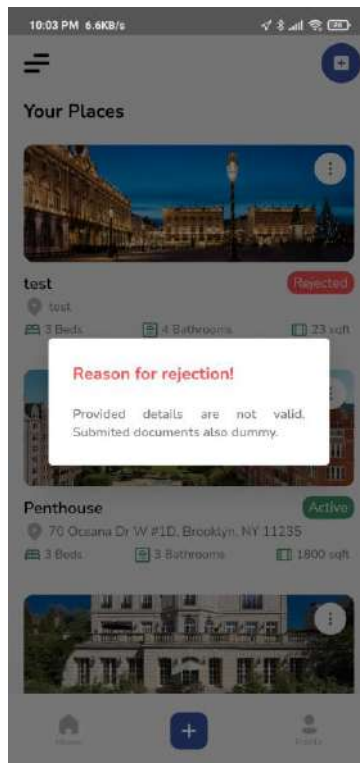 10:03 PM 6.6KB/s
Your Places
test
Rejected
test
3 Beds 4 Bathrooms 23 sqft
Reason for rejection!
Provided details are not valid.
Submited documents also dummy.
Penthouse
Active
70 Oceana Dr W #1D, Brooklyn, NY 11235
3 Beds 3 Bathrooms 1800 sqft